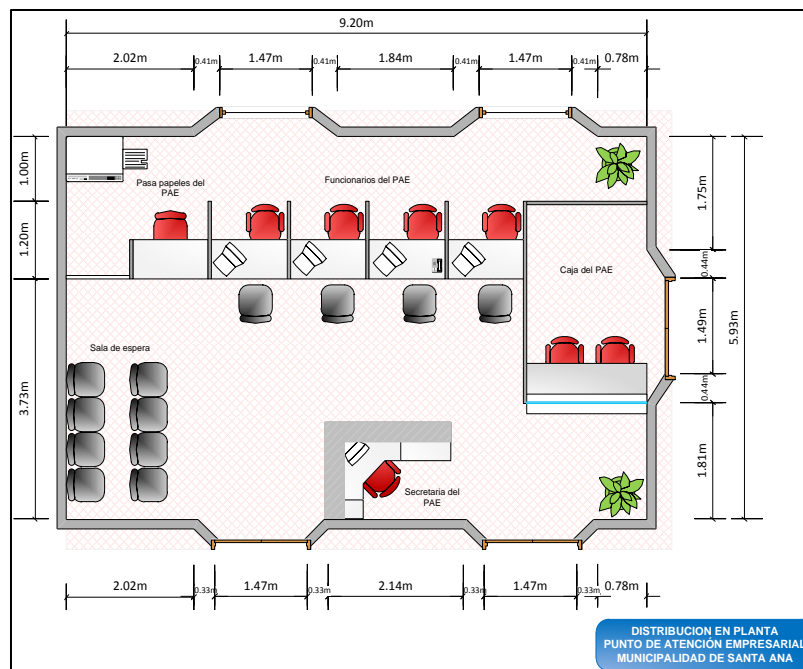 9.20m
2.02m
0.41m
1.47m
0.41m
1.84m
0.41m
1.47m
0.41m
0.78m
1.00m
1.20m
3.73m
Pasa papeles del
PAE
Funcionarios del PAE
Caja del PAE
Sala de espera
Secretaria del
PAE
1.75m
0.44m
1.49m
0.44m
1.81m
5.93m
2.02m
0.33m
1.47m
0.33m
2.14m
0.33m
1.47m
0.33m
0.78m
DISTRIBUCION EN PLANTA
PUNTO DE ATENCIÓN EMPRESARIAL
MUNICIPALIDAD DE SANTA ANA